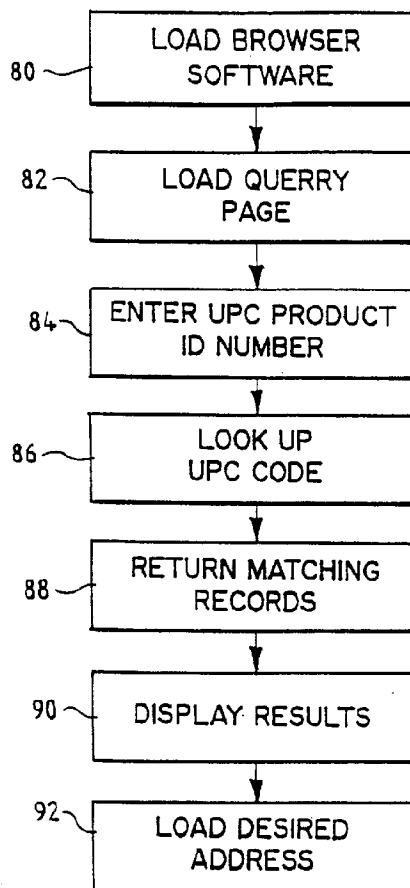 80
LOAD BROWSER
SOFTWARE
82
LOAD QUERRY
PAGE
84
ENTER UPC PRODUCT
ID NUMBER
86
LOOK UP
UPC CODE
88
RETURN MATCHING
RECORDS
90
DISPLAY RESULTS
92
LOAD DESIRED
ADDRESS